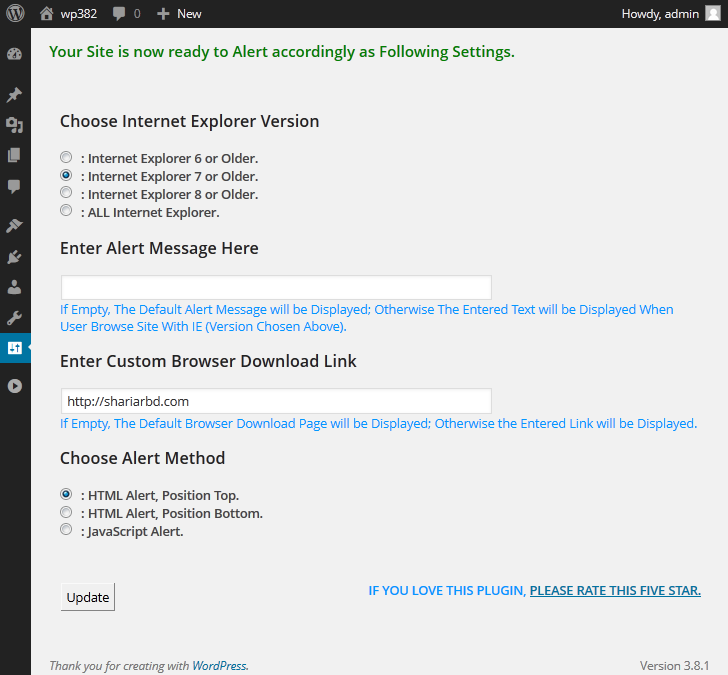 wp382 0 New Howdy, admin
Your Site is now ready to Alert accordingly as Following Settings.
Choose Internet Explorer Version
: Internet Explorer 6 or Older.
: Internet Explorer 7 or Older.
: Internet Explorer 8 or Older.
: ALL Internet Explorer.
Enter Alert Message Here
If Empty, The Default Alert Message will be Displayed; Otherwise The Entered Text will be Displayed When
User Browse Site With IE (Version Chosen Above).
Enter Custom Browser Download Link
http://shariarbd.com
If Empty, The Default Browser Download Page will be Displayed; Otherwise the Entered Link will be Displayed.
Choose Alert Method
: HTML Alert, Position Top.
: HTML Alert, Position Bottom.
: JavaScript Alert.
Update IF YOU LOVE THIS PLUGIN, PLEASE RATE THIS FIVE STAR.
Thank you for creating with WordPress. Version 3.8.1